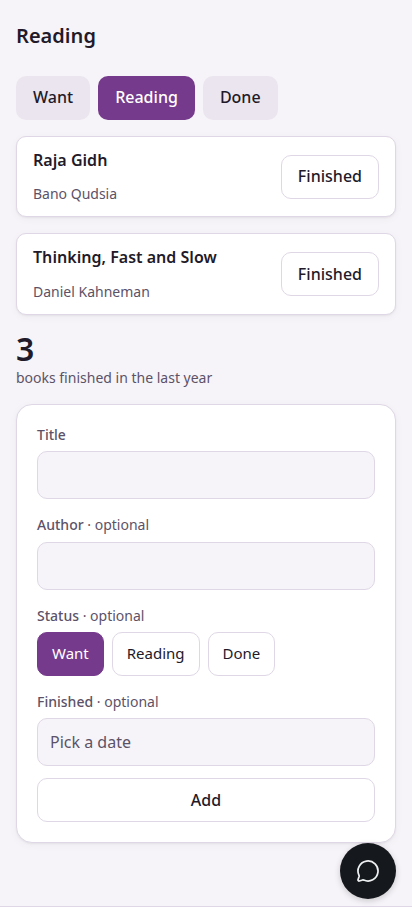 Reading
Want Reading Done
Raja Gidh
Bano Qudsia
Finished
Thinking, Fast and Slow
Daniel Kahneman
Finished
3
books finished in the last year
Title
Author · optional
Status · optional
Want Reading Done
Finished · optional
Pick a date
Add